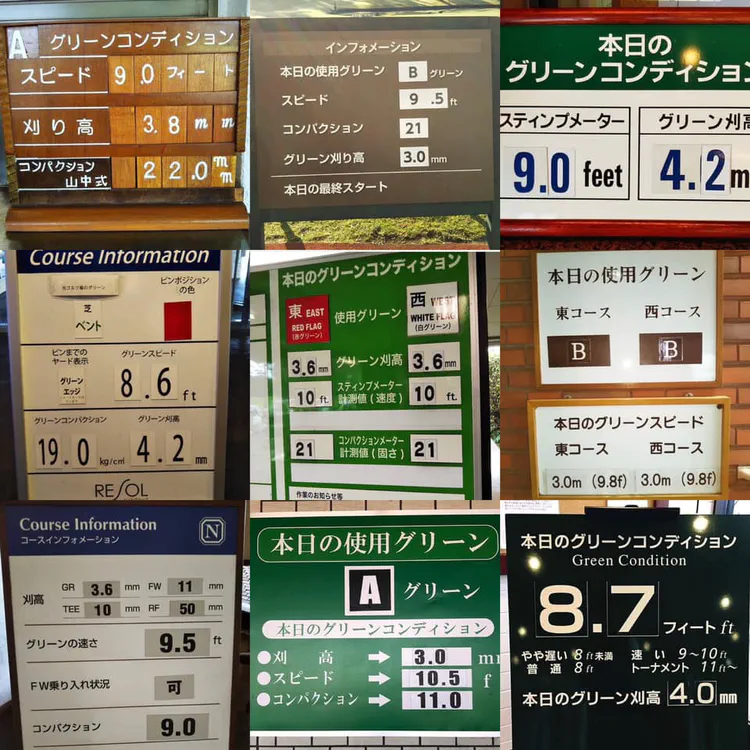 A グリーンコンディション
スピード 9.0 フィート
刈り高 3.8mm
コンパクション 山中式 22.0mm
インフォメーション
本日の使用グリーン B グリーン
スピード 9.5 ft
コンパクション 21
グリーン刈り高 3.0 mm
本日の最終スタート
本日の
グリーンコンディション
スティンプメーター グリーン刈高
9.0 feet 4.2 m
Course Information
ピンポジション
の色
芝
ベント
ピンまでの
ヤード表示 グリーンスピード
グリーン
エッジ 8.6 ft
グリーンコンパクション グリーン刈高
19.0 kg/cm² 4.2 mm
RESOL
本日のグリーンコンディション
東 EAST 使用グリーン 西 WEST
RED FLAG WHITE FLAG
(赤グリーン) (白グリーン)
3.6mm グリーン刈高 3.6mm
10 ft. スティンプメーター 計測値(速度) 10 ft.
21 コンパクションメーター 計測値(固さ) 21
作業のお知らせ等
本日の使用グリーン
東コース 西コース
B B
本日のグリーンスピード
東コース 西コース
3.0m (9.8f) 3.0m (9.8f)
Course Information
コースインフォメーション
N
刈高 GR 3.6 mm FW 11 mm
TEE 10 mm RF 50 mm
グリーンの速さ 9.5 ft
FW乗り入れ状況 可
コンパクション 9.0
本日の使用グリーン
A グリーン
本日のグリーンコンディション
●刈 高 ➡ 3.0 m
●スピード ➡ 10.5 f
●コンパクション ➡ 11.0
本日のグリーンコンディション
Green Condition
8.7 フィート ft
やや遅い 8ft未満 速い 9~10ft
普通 8ft トーナメント 11ft~
本日のグリーン刈高 4.0 mm